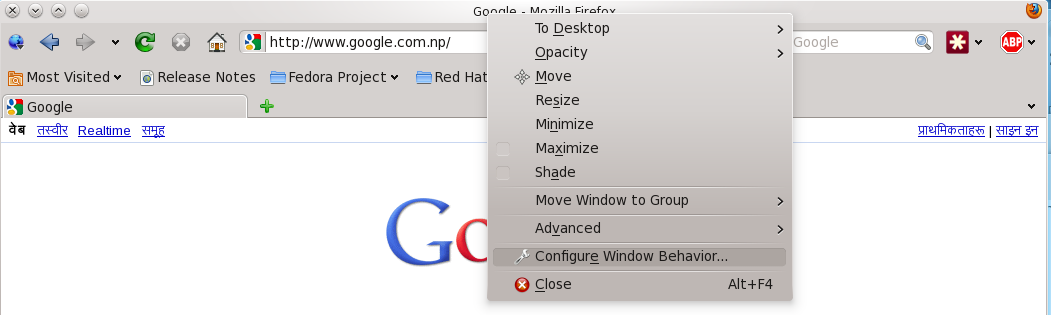 Google - Mozilla Firefox
http://www.google.com.np/
Google
ABP
Most Visited Release Notes Fedora Project Red Hat
Google
वेब तस्वीर Realtime समूह प्राथमिकताहरू | साइन इन
To Desktop
Opacity
Move
Resize
Minimize
Maximize
Shade
Move Window to Group
Advanced
Configure Window Behavior...
Close Alt+F4
Go